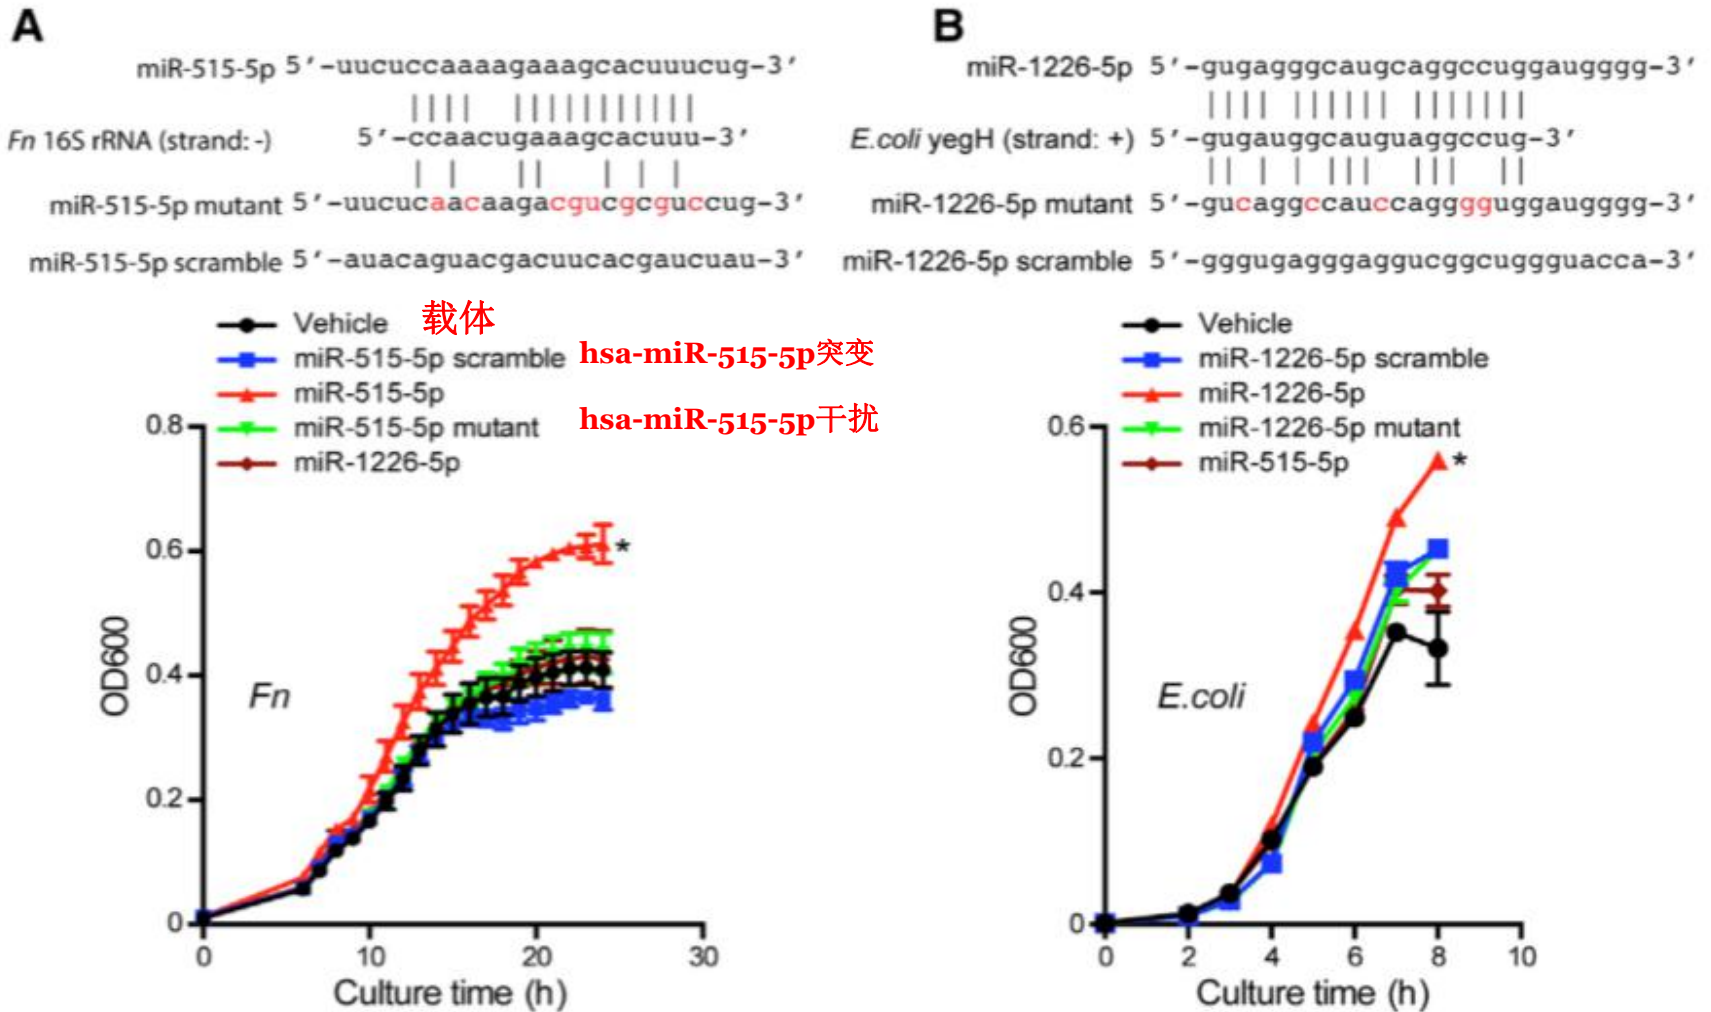 A
miR-515-5p 5′-uucuccaaaagaaagcacuuucug-3′
Fn 16S rRNA (strand: -) 5′-ccaacugaaagcacuuu-3′
miR-515-5p mutant 5′-uucucaacaagacgucgcguccug-3′
miR-515-5p scramble 5′-auacaguacgacuucacgaucuau-3′
Vehicle 载体
miR-515-5p scramble hsa-miR-515-5p突变
miR-515-5p
miR-515-5p mutant hsa-miR-515-5p干扰
miR-1226-5p
0.8
0.6
0.4
0.2
0
OD600
Fn
*
0 10 20 30
Culture time (h)
B
miR-1226-5p 5′-gugagggcaugcaggccuggaugggg-3′
E.coli yegH (strand: +) 5′-gugauggcauguaggccug-3′
miR-1226-5p mutant 5′-gucaggccauccaggggugga​ugggg-3′
miR-1226-5p scramble 5′-gggugagggaggucggcuggguacca-3′
Vehicle
miR-1226-5p scramble
miR-1226-5p
miR-1226-5p mutant
miR-515-5p
0.6
0.4
0.2
0
OD600
E.coli
*
0 2 4 6 8 10
Culture time (h)